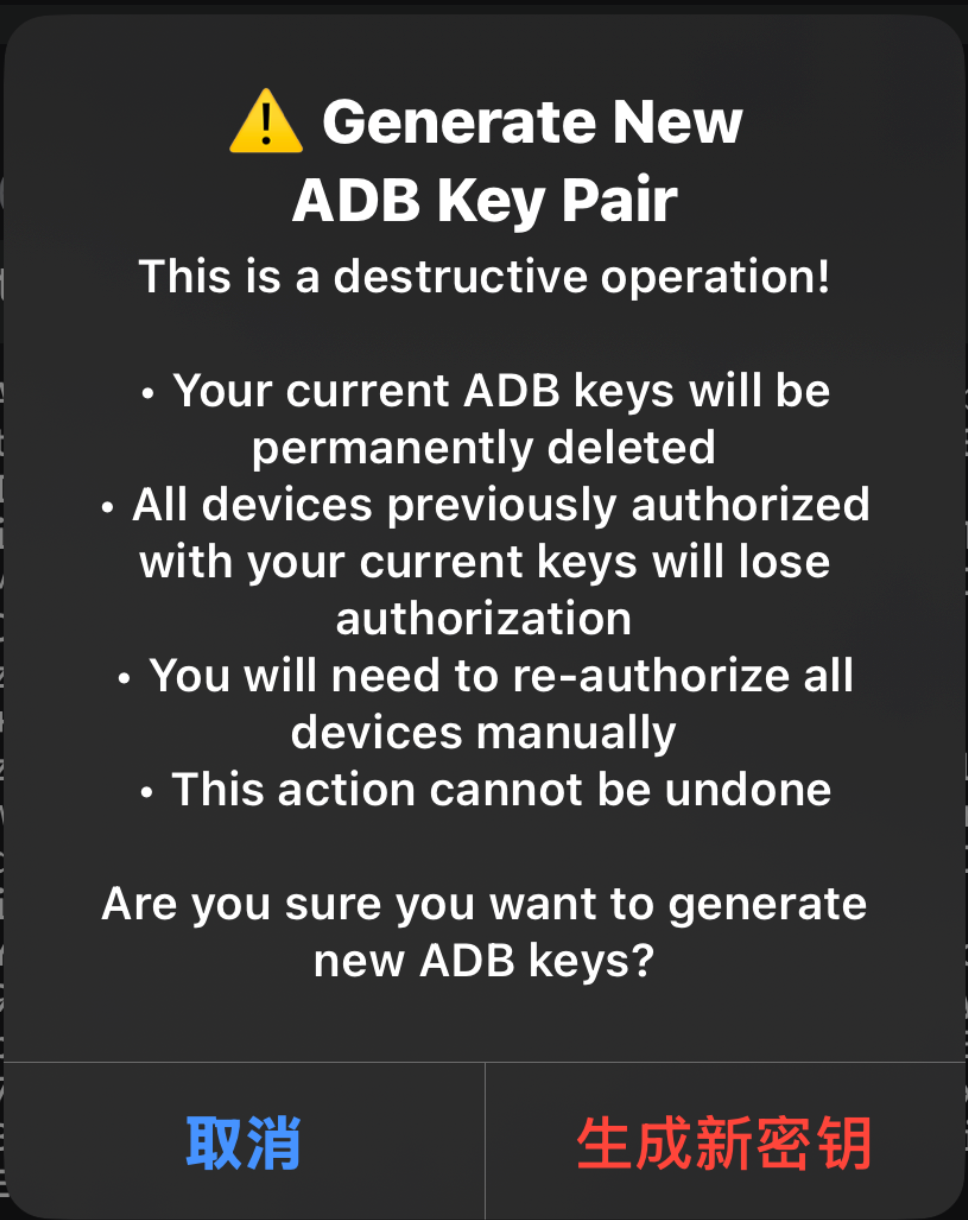 ⚠️ Generate New
ADB Key Pair
This is a destructive operation!
• Your current ADB keys will be
permanently deleted
• All devices previously authorized
with your current keys will lose
authorization
• You will need to re-authorize all
devices manually
• This action cannot be undone
Are you sure you want to generate
new ADB keys?
取消
生成新密钥